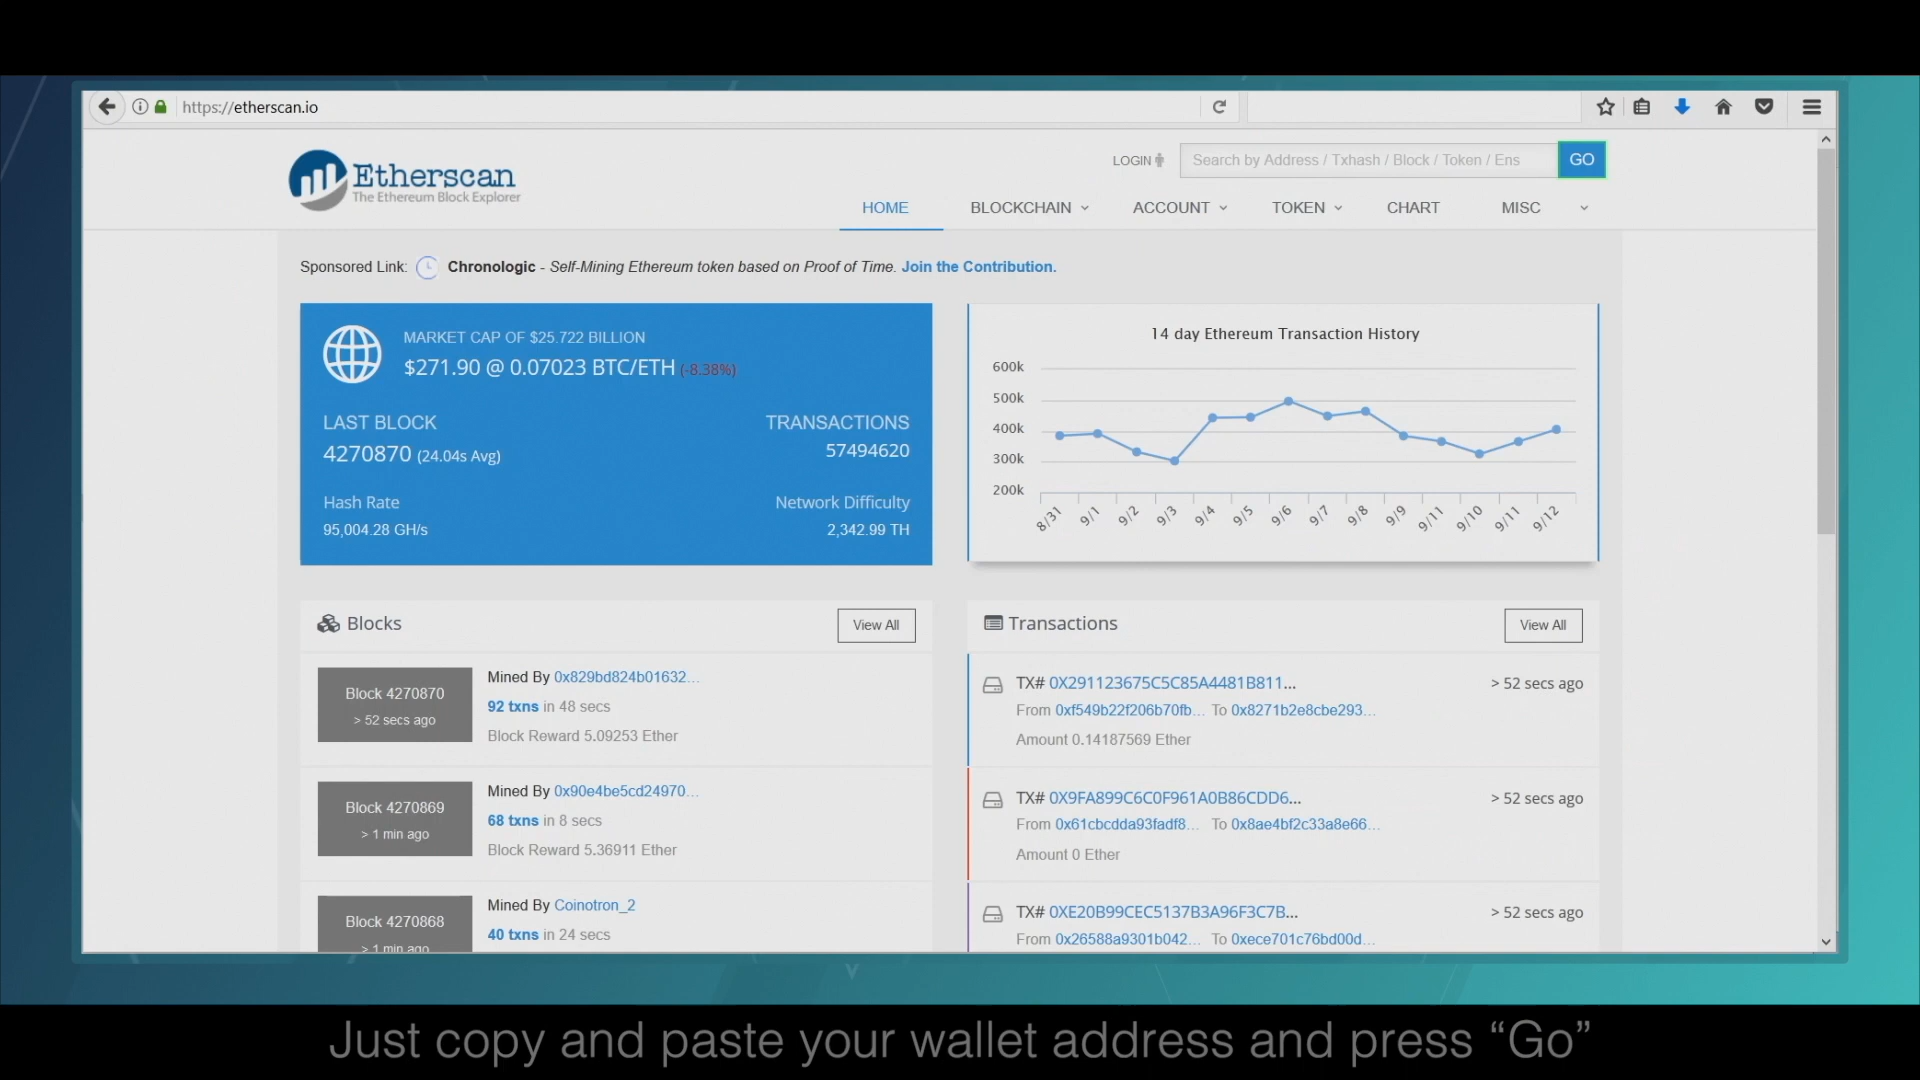 https://etherscan.io
Etherscan
The Ethereum Block Explorer
LOGIN
Search by Address / Txhash / Block / Token / Ens
GO
HOME
BLOCKCHAIN
ACCOUNT
TOKEN
CHART
MISC
Sponsored Link: Chronologic - Self-Mining Ethereum token based on Proof of Time. Join the Contribution.
MARKET CAP OF $25.722 BILLION
$271.90 @ 0.07023 BTC/ETH (-8.38%)
LAST BLOCK
4270870 (24.04s Avg)
TRANSACTIONS
57494620
Hash Rate
95,004.28 GH/s
Network Difficulty
2,342.99 TH
14 day Ethereum Transaction History
600k
500k
400k
300k
200k
8/31
9/1
9/2
9/3
9/4
9/5
9/6
9/7
9/8
9/9
9/11
9/10
9/11
9/12
Blocks
View All
Block 4270870
> 52 secs ago
Mined By 0x829bd824b01632...
92 txns in 48 secs
Block Reward 5.09253 Ether
Block 4270869
> 1 min ago
Mined By 0x90e4be5cd24970...
68 txns in 8 secs
Block Reward 5.36911 Ether
Block 4270868
> 1 min ago
Mined By Coinotron_2
40 txns in 24 secs
Transactions
View All
TX# 0X291123675C5C85A4481B811...
> 52 secs ago
From 0xf549b22f206b70fb... To 0x8271b2e8cbe293...
Amount 0.14187569 Ether
TX# 0X9FA899C6C0F961A0B86CDD6...
> 52 secs ago
From 0x61cbcdda93fadf8... To 0x8ae4bf2c33a8e66...
Amount 0 Ether
TX# 0XE20B99CEC5137B3A96F3C7B...
> 52 secs ago
From 0x26588a9301b042... To 0xece701c76bd00d...
Just copy and paste your wallet address and press “Go”